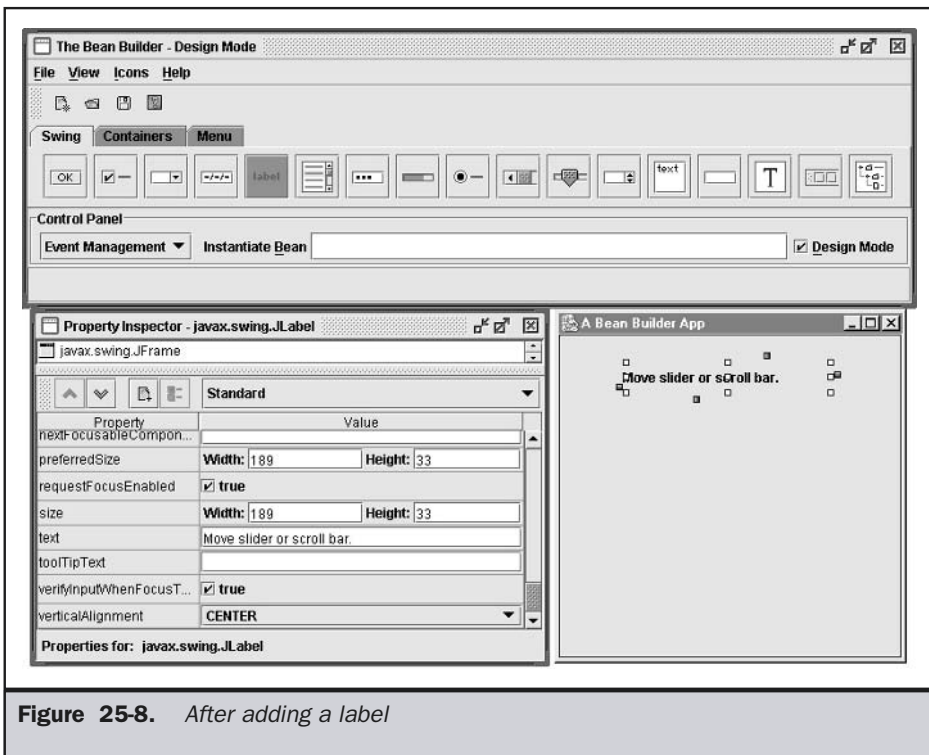 The Bean Builder - Design Mode
File View Icons Help
Swing Containers Menu
OK
-/-/-
label
text
T
Control Panel
Event Management Instantiate Bean Design Mode
Property Inspector - javax.swing.JLabel
javax.swing.JFrame
Standard
Property Value
nextFocusableCompon...
preferredSize Width: 189 Height: 33
requestFocusEnabled true
size Width: 189 Height: 33
text Move slider or scroll bar.
toolTipText
verifyInputWhenFocusT... true
verticalAlignment CENTER
Properties for: javax.swing.JLabel
A Bean Builder App
Move slider or scroll bar.
Figure 25-8. After adding a label